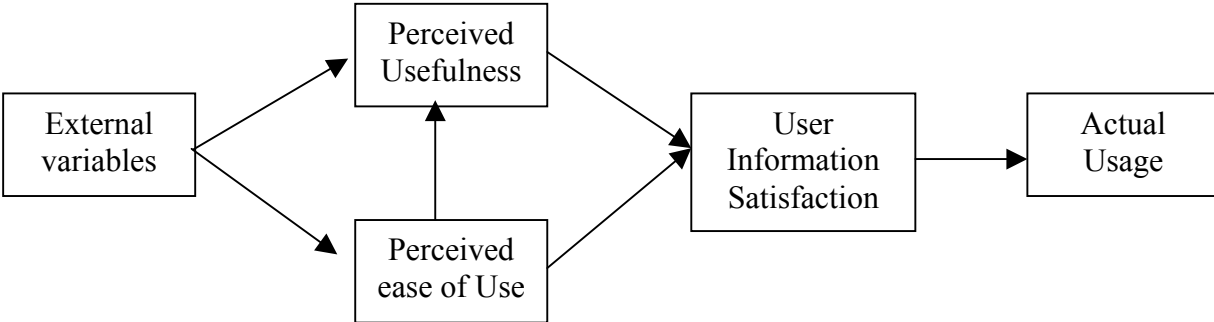 External
variables
Perceived
Usefulness
Perceived
ease of Use
User
Information
Satisfaction
Actual
Usage